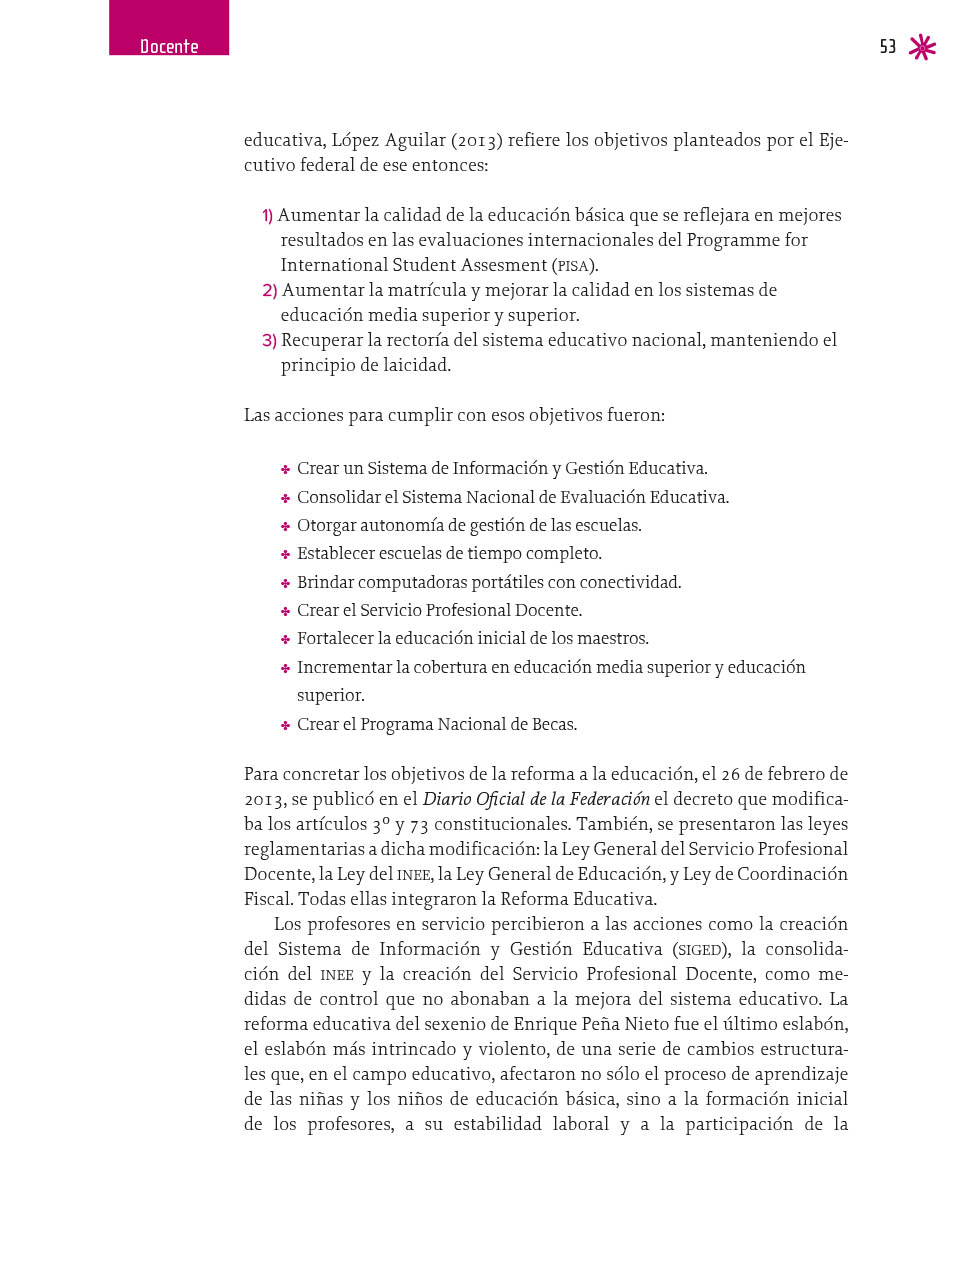 Docente
53
educativa, López Aguilar (2013) refiere los objetivos planteados por el Eje-
cutivo federal de ese entonces:
1) Aumentar la calidad de la educación básica que se reflejara en mejores
resultados en las evaluaciones internacionales del Programme for
International Student Assesment (PISA).
2) Aumentar la matrícula y mejorar la calidad en los sistemas de
educación media superior y superior.
3) Recuperar la rectoría del sistema educativo nacional, manteniendo el
principio de laicidad.
Las acciones para cumplir con esos objetivos fueron:
✤ Crear un Sistema de Información y Gestión Educativa.
✤ Consolidar el Sistema Nacional de Evaluación Educativa.
✤ Otorgar autonomía de gestión de las escuelas.
✤ Establecer escuelas de tiempo completo.
✤ Brindar computadoras portátiles con conectividad.
✤ Crear el Servicio Profesional Docente.
✤ Fortalecer la educación inicial de los maestros.
✤ Incrementar la cobertura en educación media superior y educación
superior.
✤ Crear el Programa Nacional de Becas.
Para concretar los objetivos de la reforma a la educación, el 26 de febrero de
2013, se publicó en el Diario Oficial de la Federación el decreto que modifica-
ba los artículos 3º y 73 constitucionales. También, se presentaron las leyes
reglamentarias a dicha modificación: la Ley General del Servicio Profesional
Docente, la Ley del INEE, la Ley General de Educación, y Ley de Coordinación
Fiscal. Todas ellas integraron la Reforma Educativa.
Los profesores en servicio percibieron a las acciones como la creación
del Sistema de Información y Gestión Educativa (SIGED), la consolida-
ción del INEE y la creación del Servicio Profesional Docente, como me-
didas de control que no abonaban a la mejora del sistema educativo. La
reforma educativa del sexenio de Enrique Peña Nieto fue el último eslabón,
el eslabón más intrincado y violento, de una serie de cambios estructura-
les que, en el campo educativo, afectaron no sólo el proceso de aprendizaje
de las niñas y los niños de educación básica, sino a la formación inicial
de los profesores, a su estabilidad laboral y a la participación de la